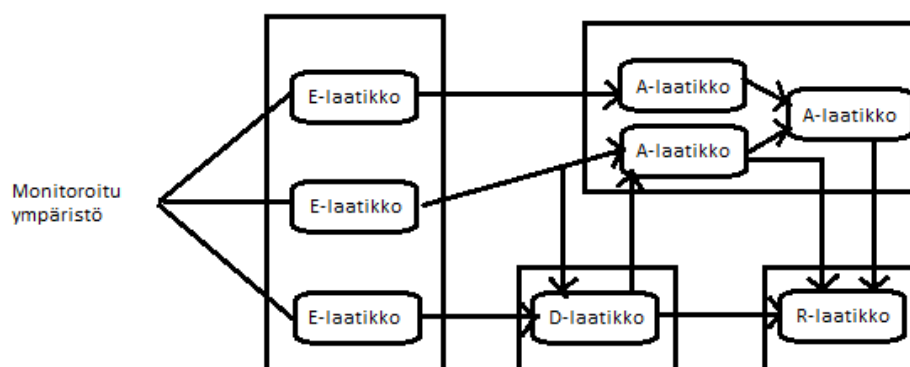 Monitoroitu
ympäristö
E-laatikko
E-laatikko
E-laatikko
A-laatikko
A-laatikko
A-laatikko
D-laatikko
R-laatikko